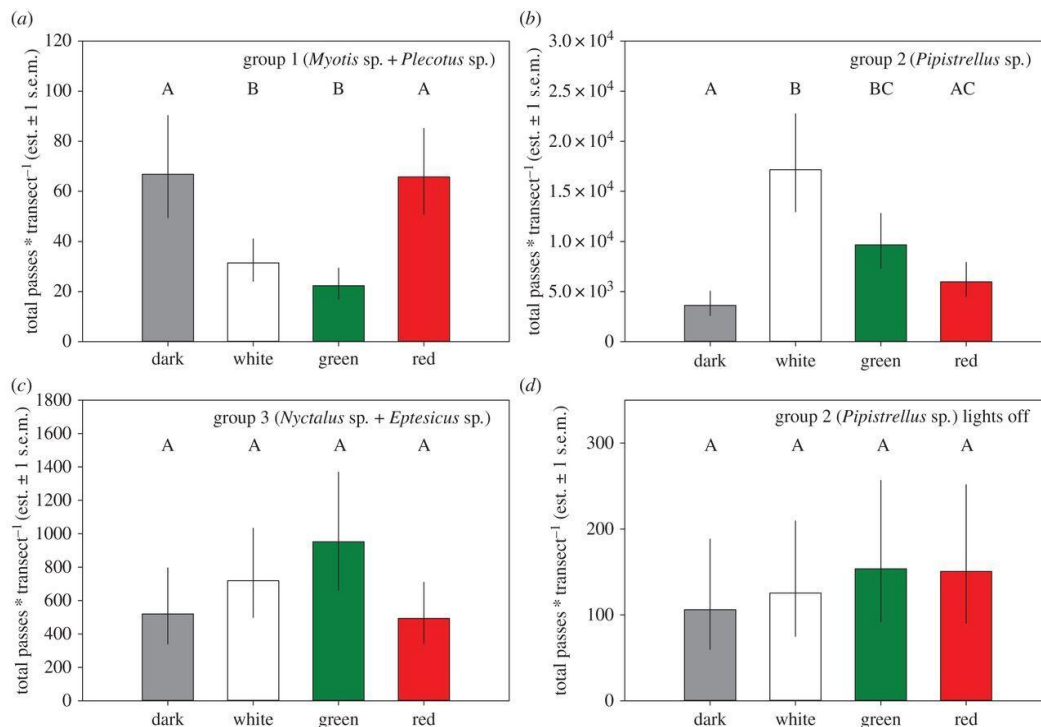 (a)
total passes * transect⁻¹ (est. ± 1 s.e.m.)
120
100
80
60
40
20
0
group 1 (Myotis sp. + Plecotus sp.)
A B B A
dark white green red
(b)
total passes * transect⁻¹ (est. ± 1 s.e.m.)
3.0 × 10⁴
2.5 × 10⁴
2.0 × 10⁴
1.5 × 10⁴
1.0 × 10⁴
5.0 × 10³
0
group 2 (Pipistrellus sp.)
A B BC AC
dark white green red
(c)
total passes * transect⁻¹ (est. ± 1 s.e.m.)
1800
1600
1400
1200
1000
800
600
400
200
0
group 3 (Nyctalus sp. + Eptesicus sp.)
A A A A
dark white green red
(d)
total passes * transect⁻¹ (est. ± 1 s.e.m.)
300
200
100
0
group 2 (Pipistrellus sp.) lights off
A A A A
dark white green red